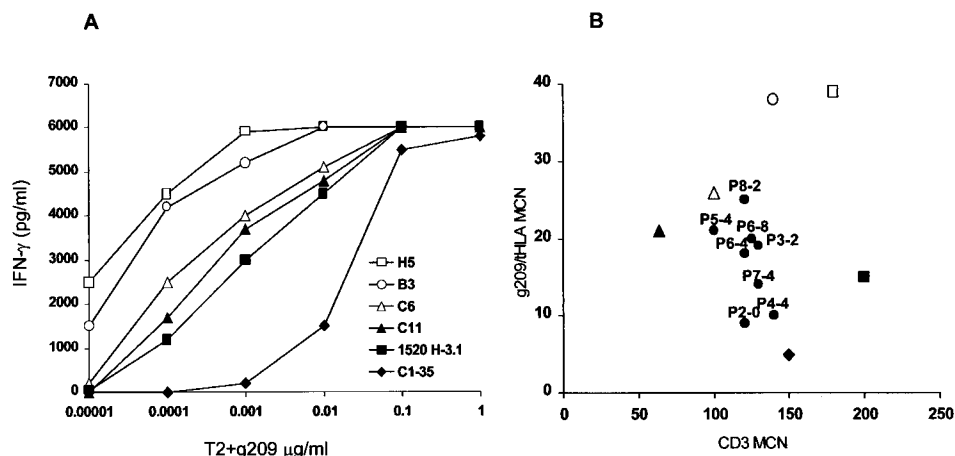 A
B
IFN-γ (pg/ml)
7000
6000
5000
4000
3000
2000
1000
0
0.00001
0.0001
0.001
0.01
0.1
1
T2+g209 µg/ml
H5
B3
C6
C11
1520 H-3.1
C1-35
g209/tHLA MCN
40
30
20
10
0
P8-2
P5-4
P6-8
P6-4
P3-2
P7-4
P4-4
P2-0
0
50
100
150
200
250
CD3 MCN